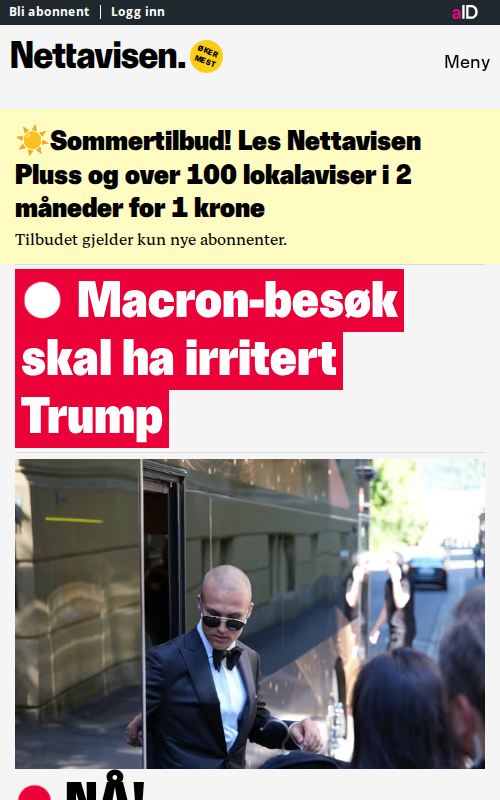 Bli abonnent | Logg inn
aID
Nettavisen.
ØKER
MEST
Meny
☀️Sommertilbud! Les Nettavisen
Pluss og over 100 lokalaviser i 2
måneder for 1 krone
Tilbudet gjelder kun nye abonnenter.
Macron-besøk
skal ha irritert
Trump
NÅ!